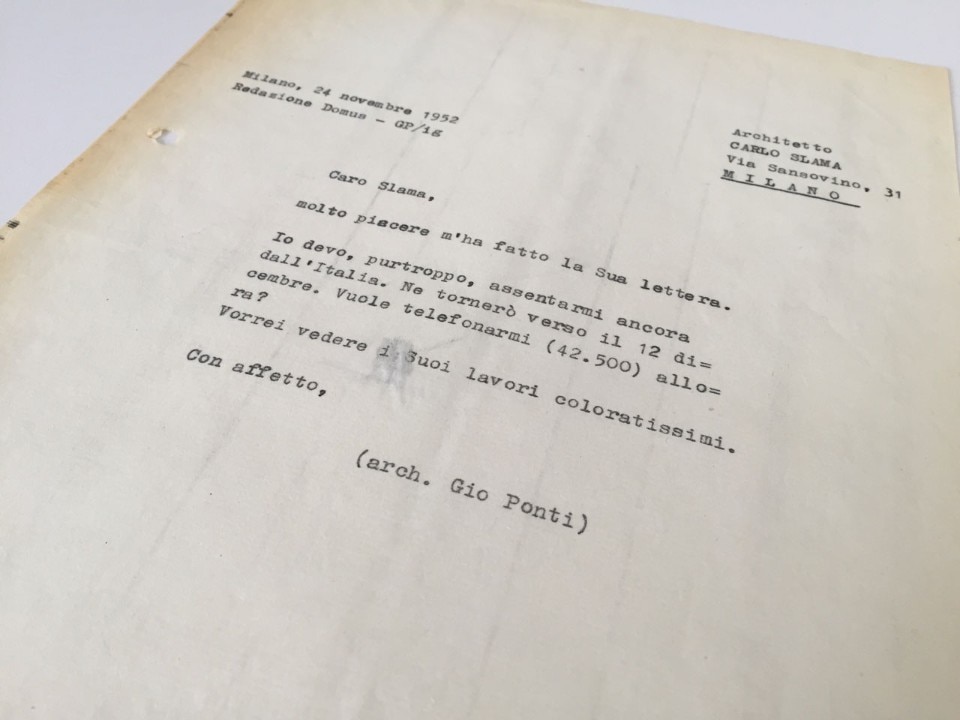 Milano, 24 novembre 1952
Redazione Domus - GP/ig
Architetto
CARLO SLAMA
Via Sansovino, 31
MILANO
Caro Slama,
molto piacere m'ha fatto la Sua lettera.
Io devo, purtroppo, assentarmi ancora
dall'Italia. Ne tornerò verso il 12 di=
cembre. Vuole telefonarmi (42.500) allo=
ra?
Vorrei vedere i Suoi lavori coloratissimi.
Con affetto,
(arch. Gio Ponti)